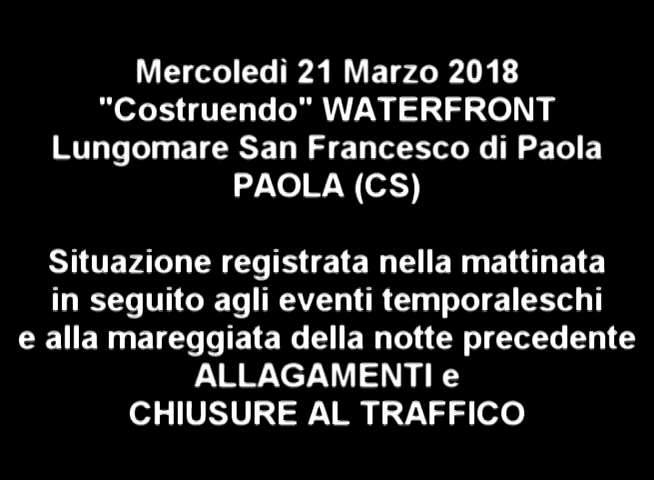 Mercoledì 21 Marzo 2018
"Costruendo" WATERFRONT
Lungomare San Francesco di Paola
PAOLA (CS)
Situazione registrata nella mattinata
in seguito agli eventi temporaleschi
e alla mareggiata della notte precedente
ALLAGAMENTI e
CHIUSURE AL TRAFFICO